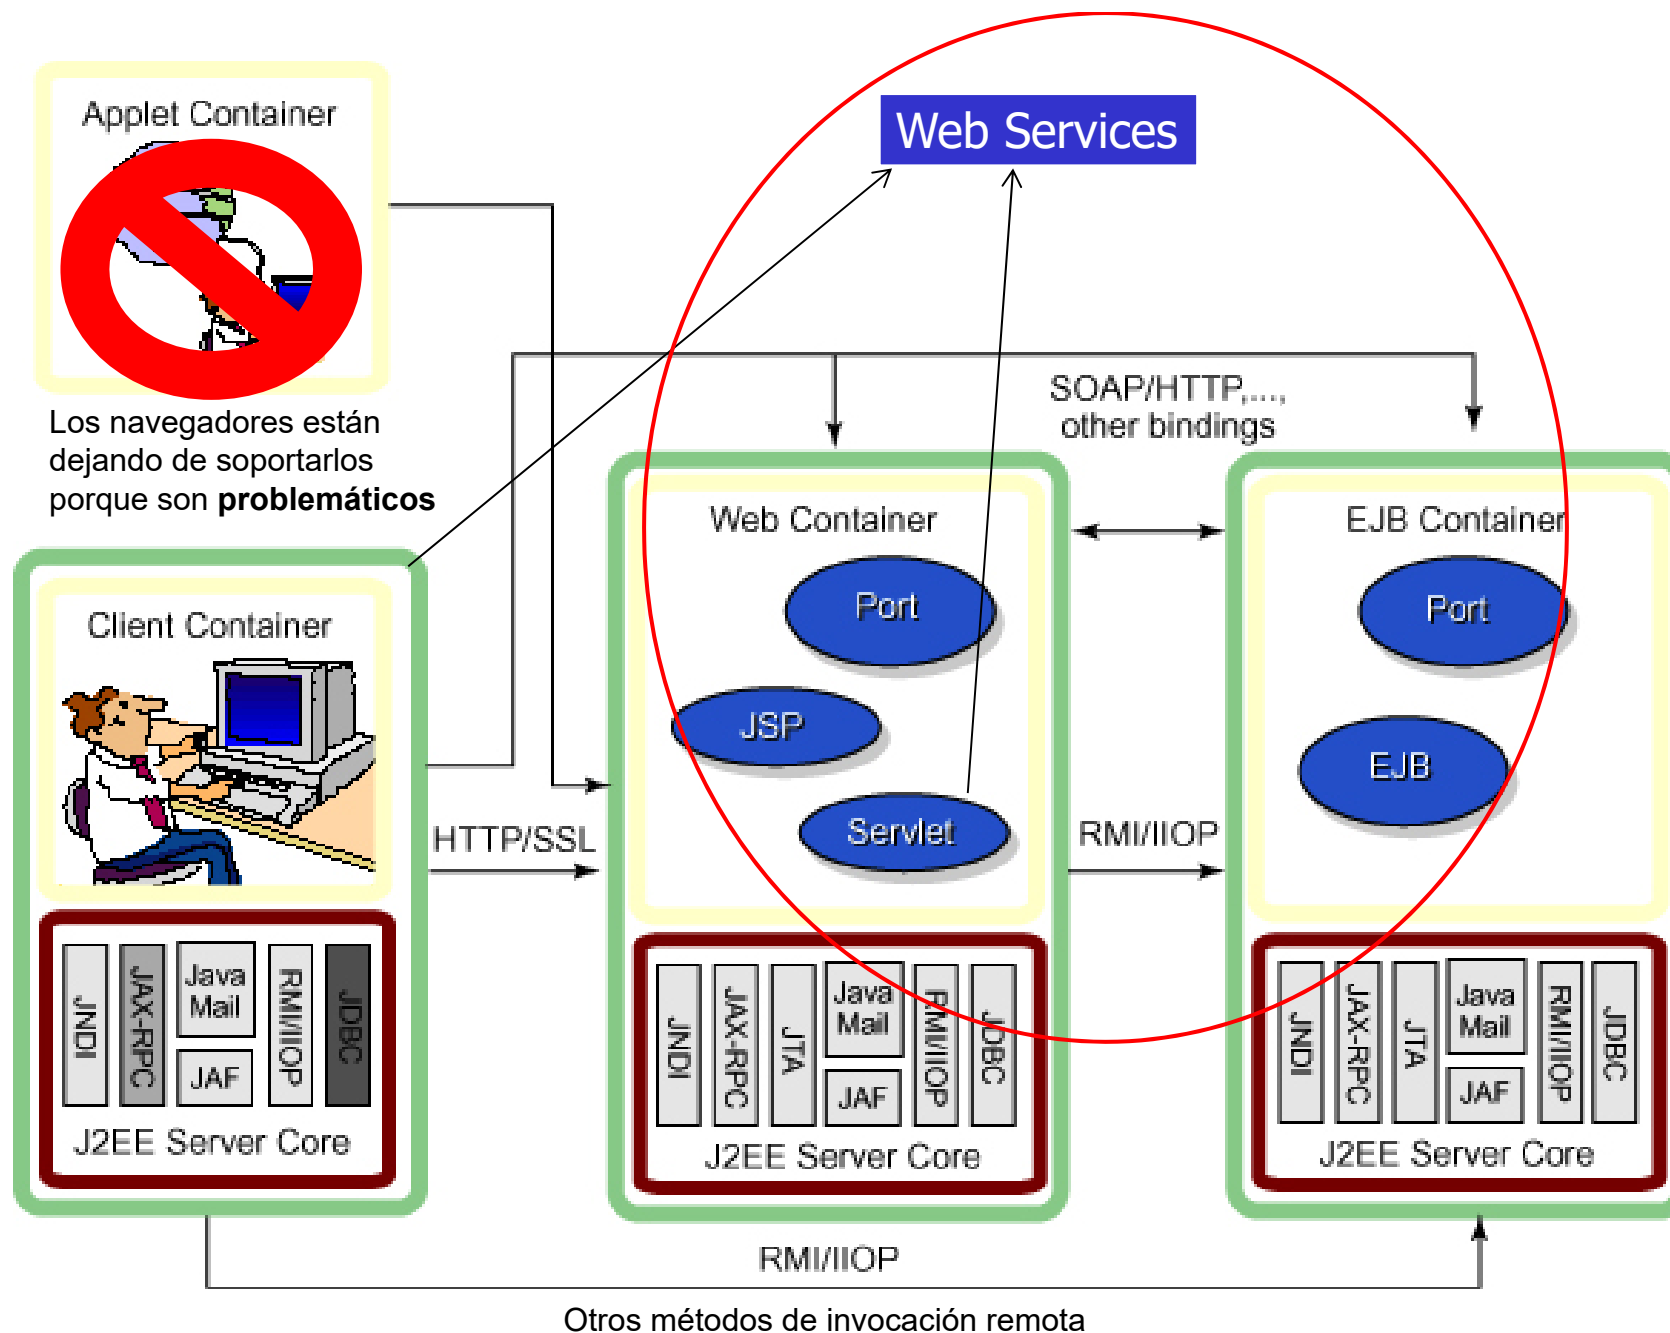 Applet Container
Web Services
Los navegadores están
dejando de soportarlos
porque son problemáticos
SOAP/HTTP,...,
other bindings
Client Container
HTTP/SSL
JNDI
JAX-RPC
Java
Mail
JAF
RMI/IIOP
JDBC
J2EE Server Core
Web Container
Port
JSP
Servlet
RMI/IIOP
JNDI
JAX-RPC
JTA
Java
Mail
JAF
RMI/IIOP
JDBC
J2EE Server Core
EJB Container
Port
EJB
JNDI
JAX-RPC
JTA
Java
Mail
JAF
RMI/IIOP
JDBC
J2EE Server Core
RMI/IIOP
Otros métodos de invocación remota